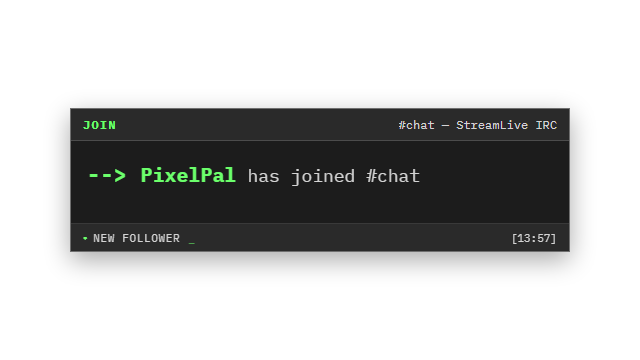 JOIN
#chat — StreamLive IRC
--> PixelPal has joined #chat
NEW FOLLOWER _
[13:57]